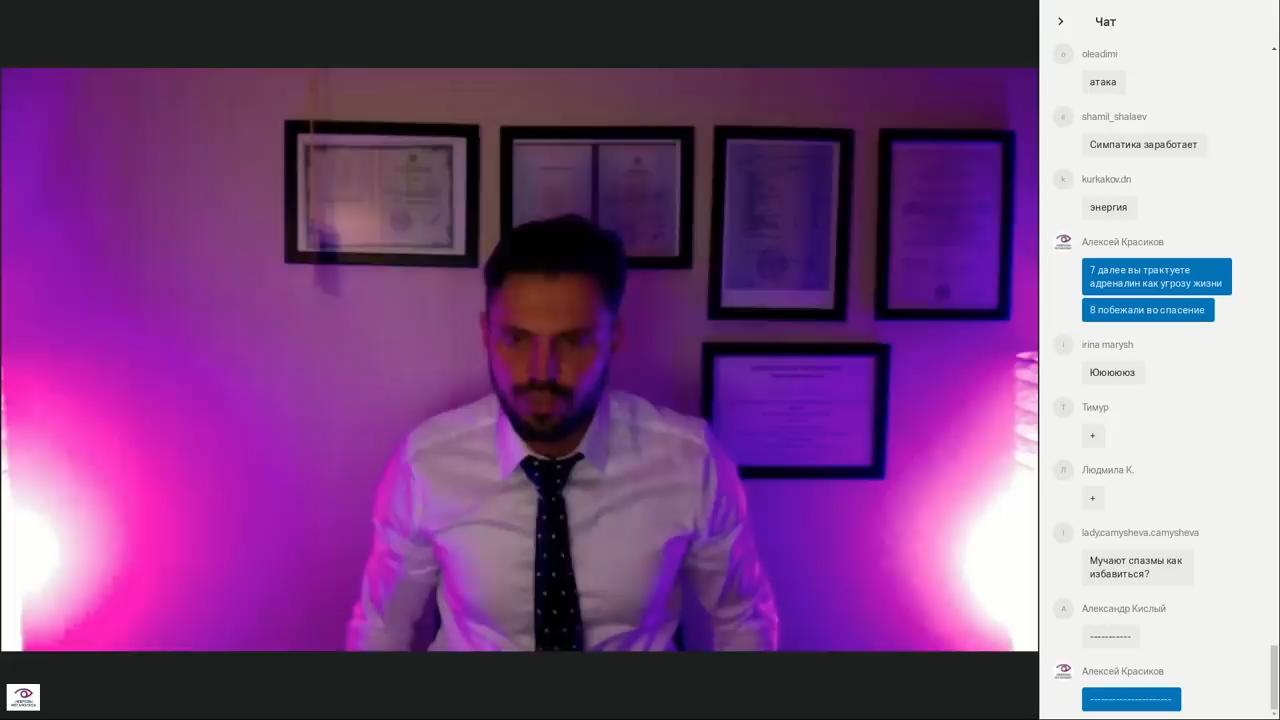 Чат
oleadimi
атака
shamil_shalaev
Симпатика заработает
kurkakov.dn
энергия
Алексей Красиков
7 далее вы трактуете
адреналин как угрозу жизни
8 побежали во спасение
irina marysh
Юююююз
Тимур
+
Людмила К.
+
lady.camysheva.camysheva
Мучают спазмы как
избавиться?
Александр Кислый
-----------
Алексей Красиков
----------------------